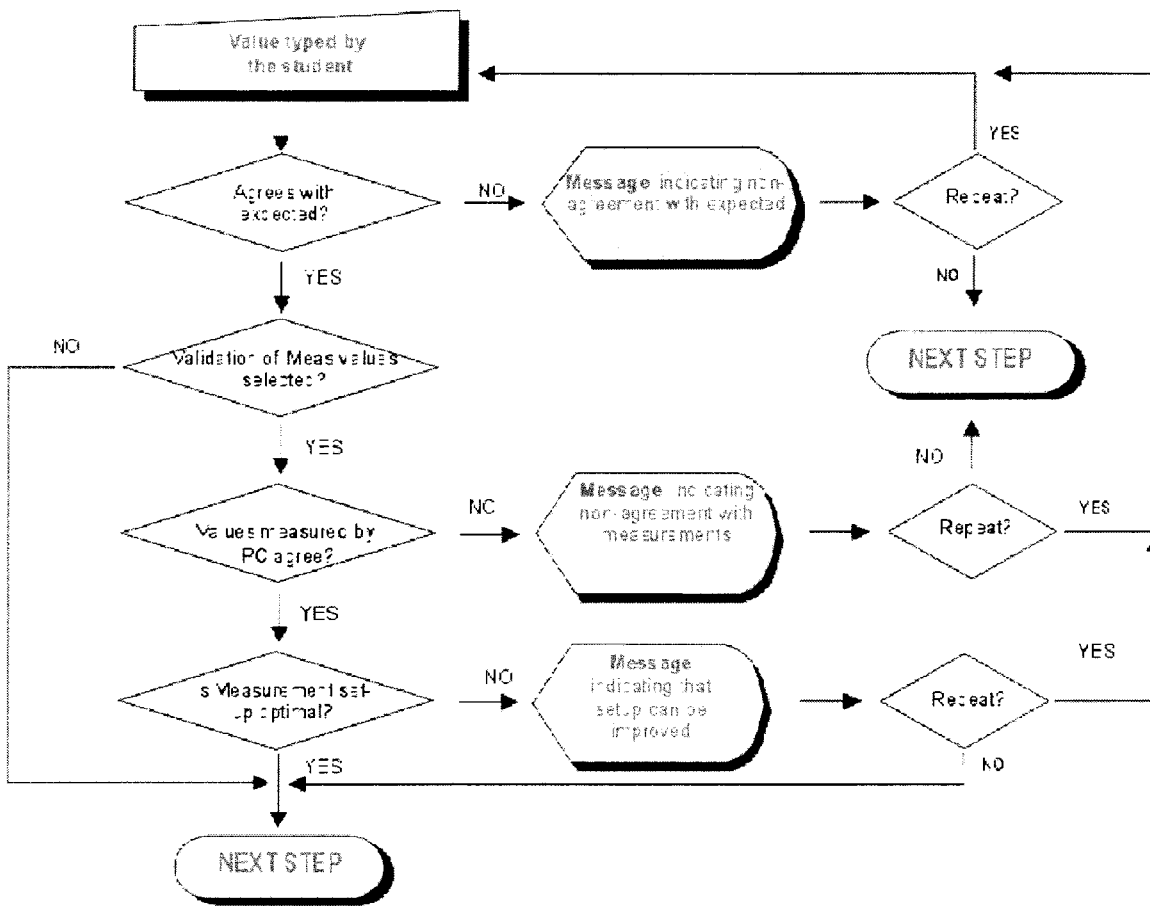 Value typed by
the student
YES
Agrees with
expected?
NO
Message indicating non-
agreement with expected
Repeat?
YES
NO
NO
Validation of Meas values
selected?
NEXT STEP
YES
NO
Values measured by
PC agree?
NO
Message indicating
non-agreement with
measurements
Repeat?
YES
YES
Is Measurement set-
up optimal?
NO
Message
indicating that
setup can be
improved
Repeat?
YES
YES
NO
NEXT STEP